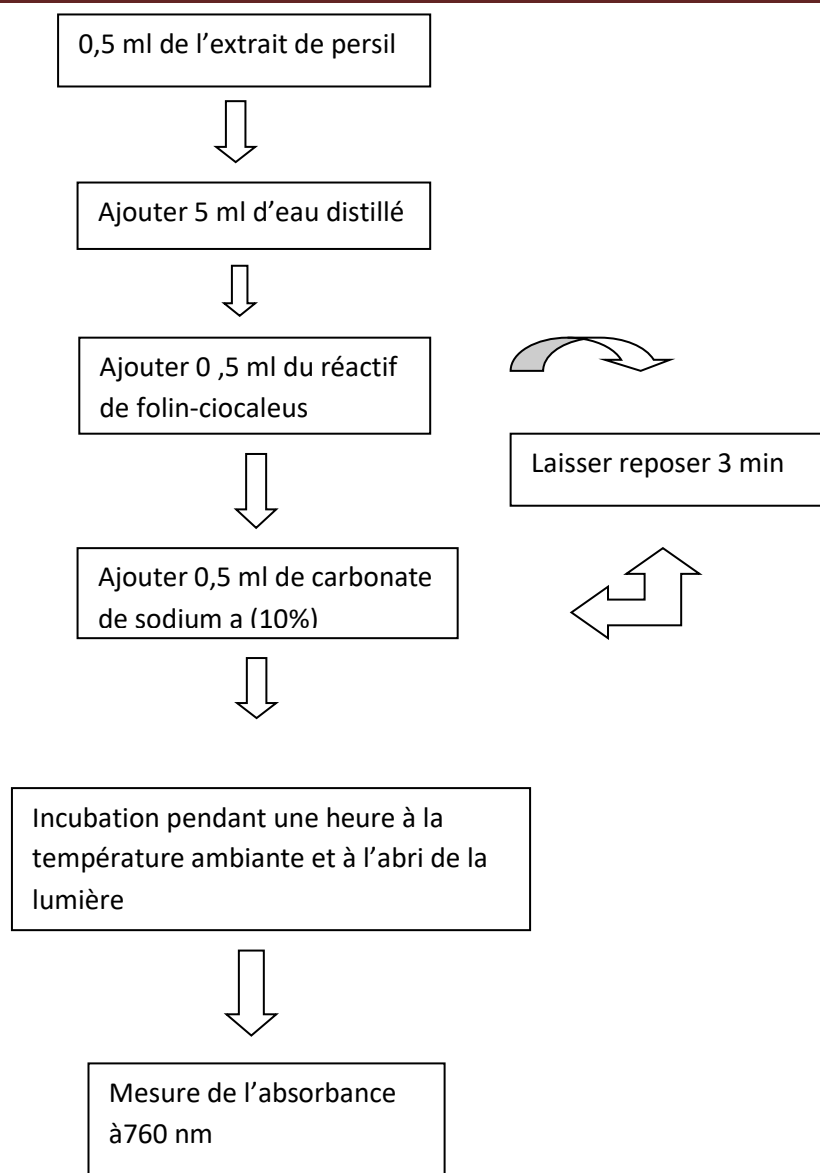 0,5 ml de l’extrait de persil
Ajouter 5 ml d’eau distillé
Ajouter 0 ,5 ml du réactif
de folin-ciocaleus
Laisser reposer 3 min
Ajouter 0,5 ml de carbonate
de sodium a (10%)
Incubation pendant une heure à la
température ambiante et à l’abri de la
lumière
Mesure de l’absorbance
à760 nm